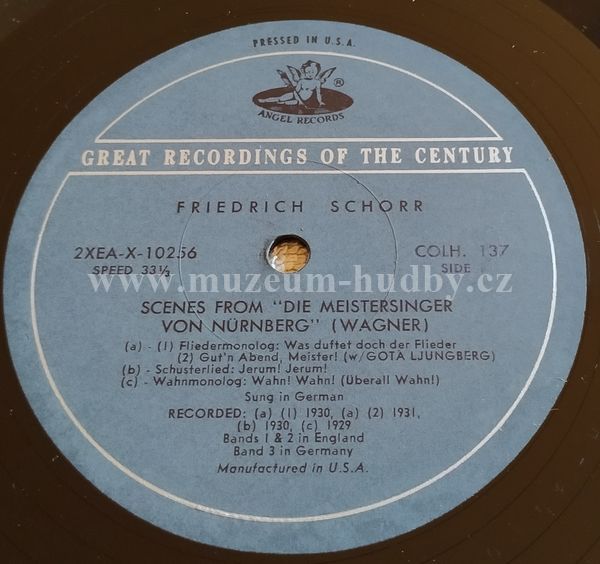 PRESSED IN U.S.A.
®
ANGEL RECORDS
GREAT RECORDINGS OF THE CENTURY
FRIEDRICH SCHORR
2XEA-X-10256
SPEED 33⅓
COLH. 137
SIDE
www.muzeum-hudby.cz
SCENES FROM "DIE MEISTERSINGER
VON NÜRNBERG" (WAGNER)
(a) - (1) Fliedermonolog: Was duftet doch der Flieder
(2) Gut'n Abend, Meister! (w/GOTA LJUNGBERG)
(b) - Schusterlied: Jerum! Jerum!
(c) - Wahnmonolog: Wahn! Wahn! (Überall Wahn!)
Sung in German
RECORDED: (a) (1) 1930, (a) (2) 1931,
(b) 1930, (c) 1929
Bands 1 & 2 in England
Band 3 in Germany
Manufactured in U.S.A.